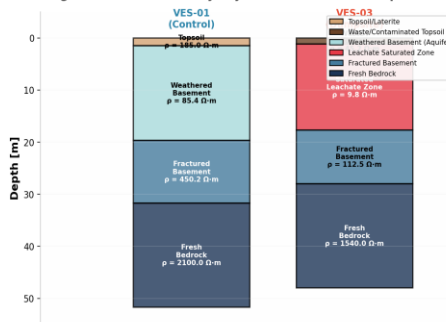 VES-01
(Control)
VES-03
Topsoil/Laterite
Waste/Contaminated Topsoil
Weathered Basement (Aquife
Leachate Saturated Zone
Fractured Basement
Fresh Bedrock
Depth [m]
0
10
20
30
40
50
Topsoil
ρ = 185.0 Ω·m
Weathered
Basement
ρ = 85.4 Ω·m
Fractured
Basement
ρ = 450.2 Ω·m
Fresh
Bedrock
ρ = 2100.0 Ω·m
Leachate Zone
ρ = 9.8 Ω·m
Fractured
Basement
ρ = 112.5 Ω·m
Fresh
Bedrock
ρ = 1540.0 Ω·m